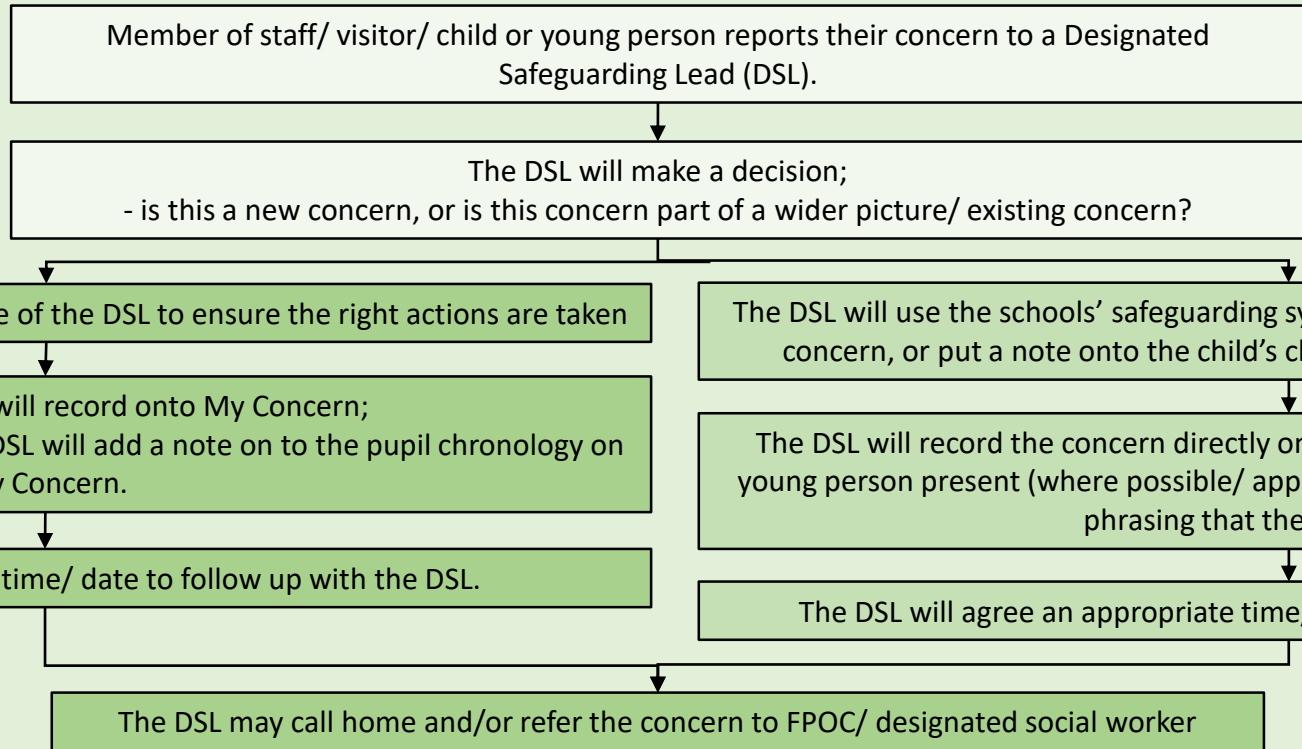 Member of staff/ visitor/ child or young person reports their concern to a Designated
Safeguarding Lead (DSL).
The DSL will make a decision;
- is this a new concern, or is this concern part of a wider picture/ existing concern?
of the DSL to ensure the right actions are taken
will record onto My Concern;
DSL will add a note on to the pupil chronology on
Concern.
time/ date to follow up with the DSL.
The DSL will use the schools’ safeguarding
concern, or put a note onto the child’s
The DSL will record the concern directly
young person present (where possible/
phrasing that the
The DSL will agree an appropriate time/
The DSL may call home and/or refer the concern to FPOC/ designated social worker